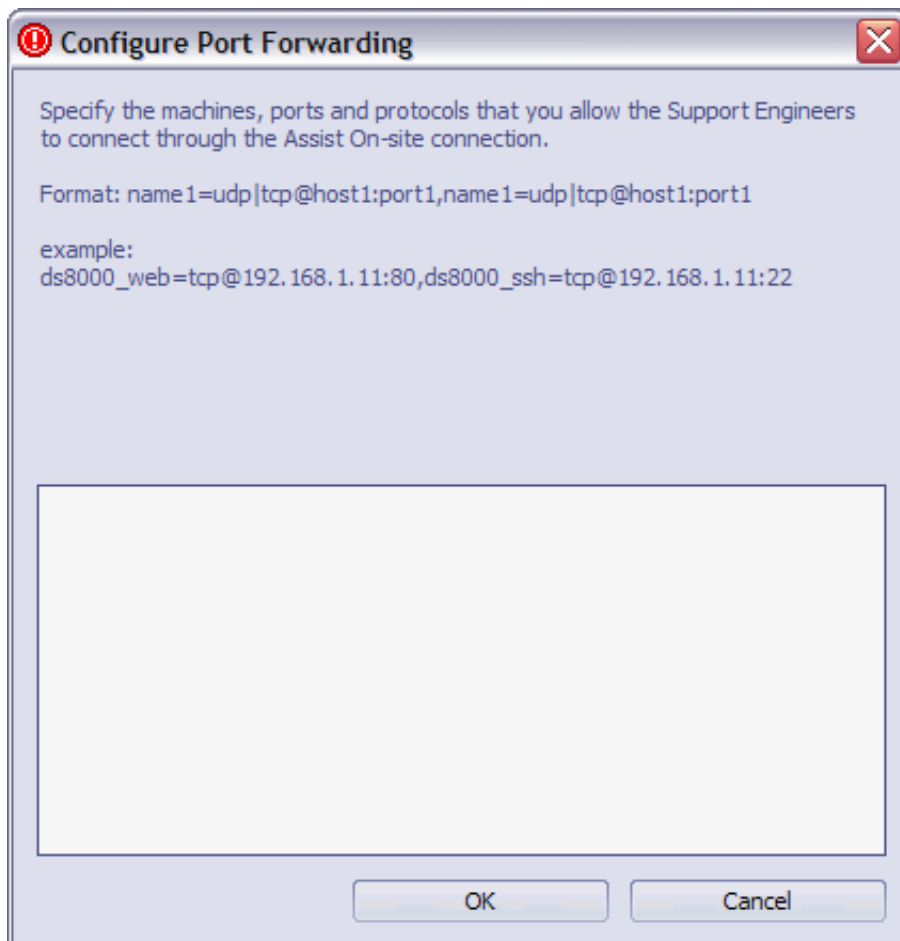 Configure Port Forwarding
Specify the machines, ports and protocols that you allow the Support Engineers
to connect through the Assist On-site connection.
Format: name1=udp|tcp@host1:port1,name1=udp|tcp@host1:port1
example:
ds8000_web=tcp@192.168.1.11:80,ds8000_ssh=tcp@192.168.1.11:22
OK
Cancel